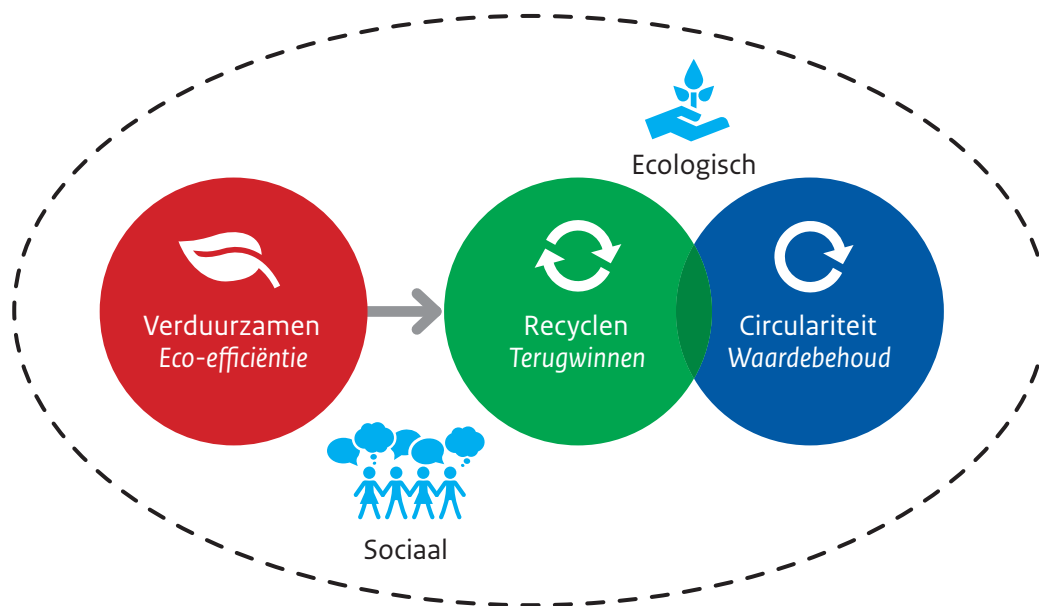 Ecologisch
Verduurzamen
Eco-efficiëntie
Recyclen
Terugwinnen
Circulariteit
Waardebehoud
Sociaal